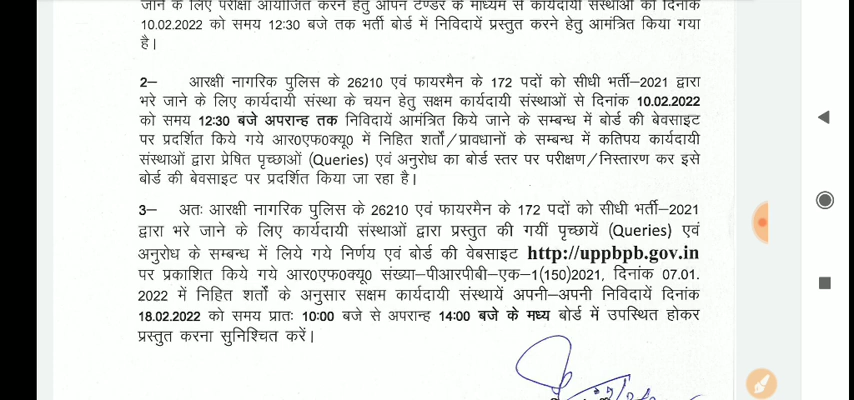 जाने के लिए परीक्षा आयोजित करने हेतु ओपन टेण्डर के माध्यम से कार्यदायी संस्थाओं को दिनांक
10.02.2022 को समय 12:30 बजे तक भर्ती बोर्ड में निविदायें प्रस्तुत करने हेतु आमंत्रित किया गया
है।
2– आरक्षी नागरिक पुलिस के 26210 एवं फायरमैन के 172 पदों को सीधी भर्ती–2021 द्वारा
भरे जाने के लिए कार्यदायी संस्था के चयन हेतु सक्षम कार्यदायी संस्थाओं से दिनांक 10.02.2022
को समय 12:30 बजे अपरान्ह तक निविदायें आमंत्रित किये जाने के सम्बन्ध में बोर्ड की बेवसाइट
पर प्रदर्शित किये गये आर0एफ0क्यू0 में निहित शर्तो/प्रावधानों के सम्बन्ध में कतिपय कार्यदायी
संस्थाओं द्वारा प्रेषित पृच्छाओं (Queries) एवं अनुरोध का बोर्ड स्तर पर परीक्षण/निस्तारण कर इसे
बोर्ड की बेवसाइट पर प्रदर्शित किया जा रहा है।
3– अतः आरक्षी नागरिक पुलिस के 26210 एवं फायरमैन के 172 पदों को सीधी भर्ती–2021
द्वारा भरे जाने के लिए कार्यदायी संस्थाओं द्वारा प्रस्तुत की गयीं पृच्छायें (Queries) एवं
अनुरोध के सम्बन्ध में लिये गये निर्णय एवं बोर्ड की वेबसाइट http://uppbpb.gov.in
पर प्रकाशित किये गये आर0एफ0क्यू0 संख्या–पीआरपीबी–एक–1(150)2021, दिनांक 07.01.
2022 में निहित शर्तों के अनुसार सक्षम कार्यदायी संस्थायें अपनी–अपनी निविदायें दिनांक
18.02.2022 को समय प्रातः 10:00 बजे से अपरान्ह 14:00 बजे के मध्य बोर्ड में उपस्थित होकर
प्रस्तुत करना सुनिश्चित करें।